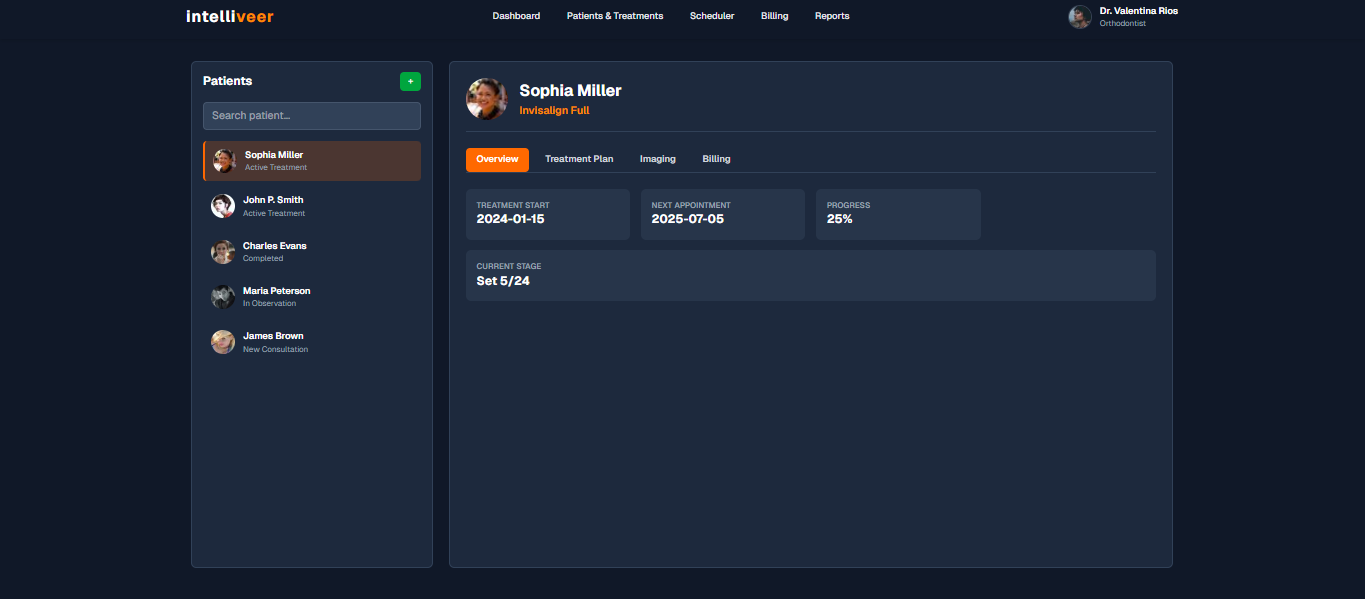 intelliveer
Dashboard
Patients & Treatments
Scheduler
Billing
Reports
Dr. Valentina Rios
Orthodontist
Patients
+
Search patient...
Sophia Miller
Active Treatment
John P. Smith
Active Treatment
Charles Evans
Completed
Maria Peterson
In Observation
James Brown
New Consultation
Sophia Miller
Invisalign Full
Overview
Treatment Plan
Imaging
Billing
TREATMENT START
2024-01-15
NEXT APPOINTMENT
2025-07-05
PROGRESS
25%
CURRENT STAGE
Set 5/24